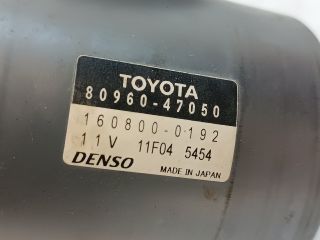 TOYOTA
80960-47050
160800-0192
11V 11F04 5454
DENSO MADE IN JAPAN